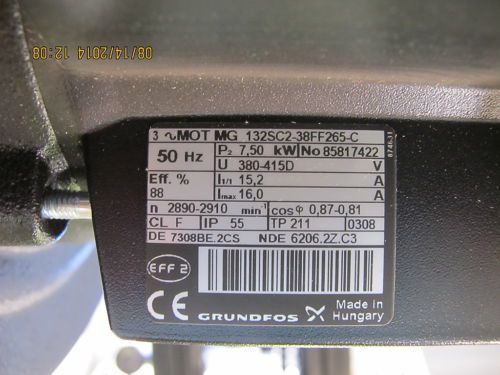 08/14/2014 12:08
3 ∿MOT MG 132SC2-38FF265-C
50 Hz P₂ 7,50 kW No 85817422
U 380-415D V
Eff. % I1/1 15,2 A
88 Imax 16,0 A
n 2890-2910 min⁻¹ cosφ 0,87-0,81
CL F IP 55 TP 211 0308
DE 7308BE.2CS NDE 6206.2Z.C3
EFF 2
CE GRUNDFOS Made in
Hungary